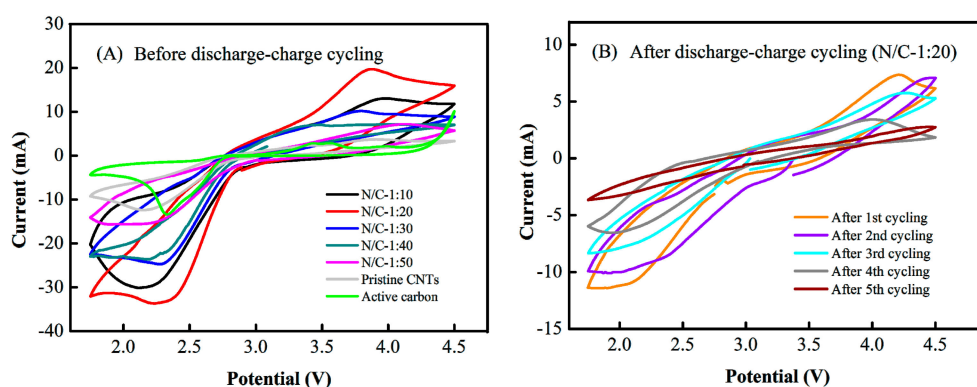 (A) Before discharge-charge cycling
Current (mA)
30
20
10
0
-10
-20
-30
-40
N/C-1:10
N/C-1:20
N/C-1:30
N/C-1:40
N/C-1:50
Pristine CNTs
Active carbon
2.0 2.5 3.0 3.5 4.0 4.5
Potential (V)
(B) After discharge-charge cycling (N/C-1:20)
Current (mA)
10
5
0
-5
-10
-15
After 1st cycling
After 2nd cycling
After 3rd cycling
After 4th cycling
After 5th cycling
2.0 2.5 3.0 3.5 4.0 4.5
Potential (V)